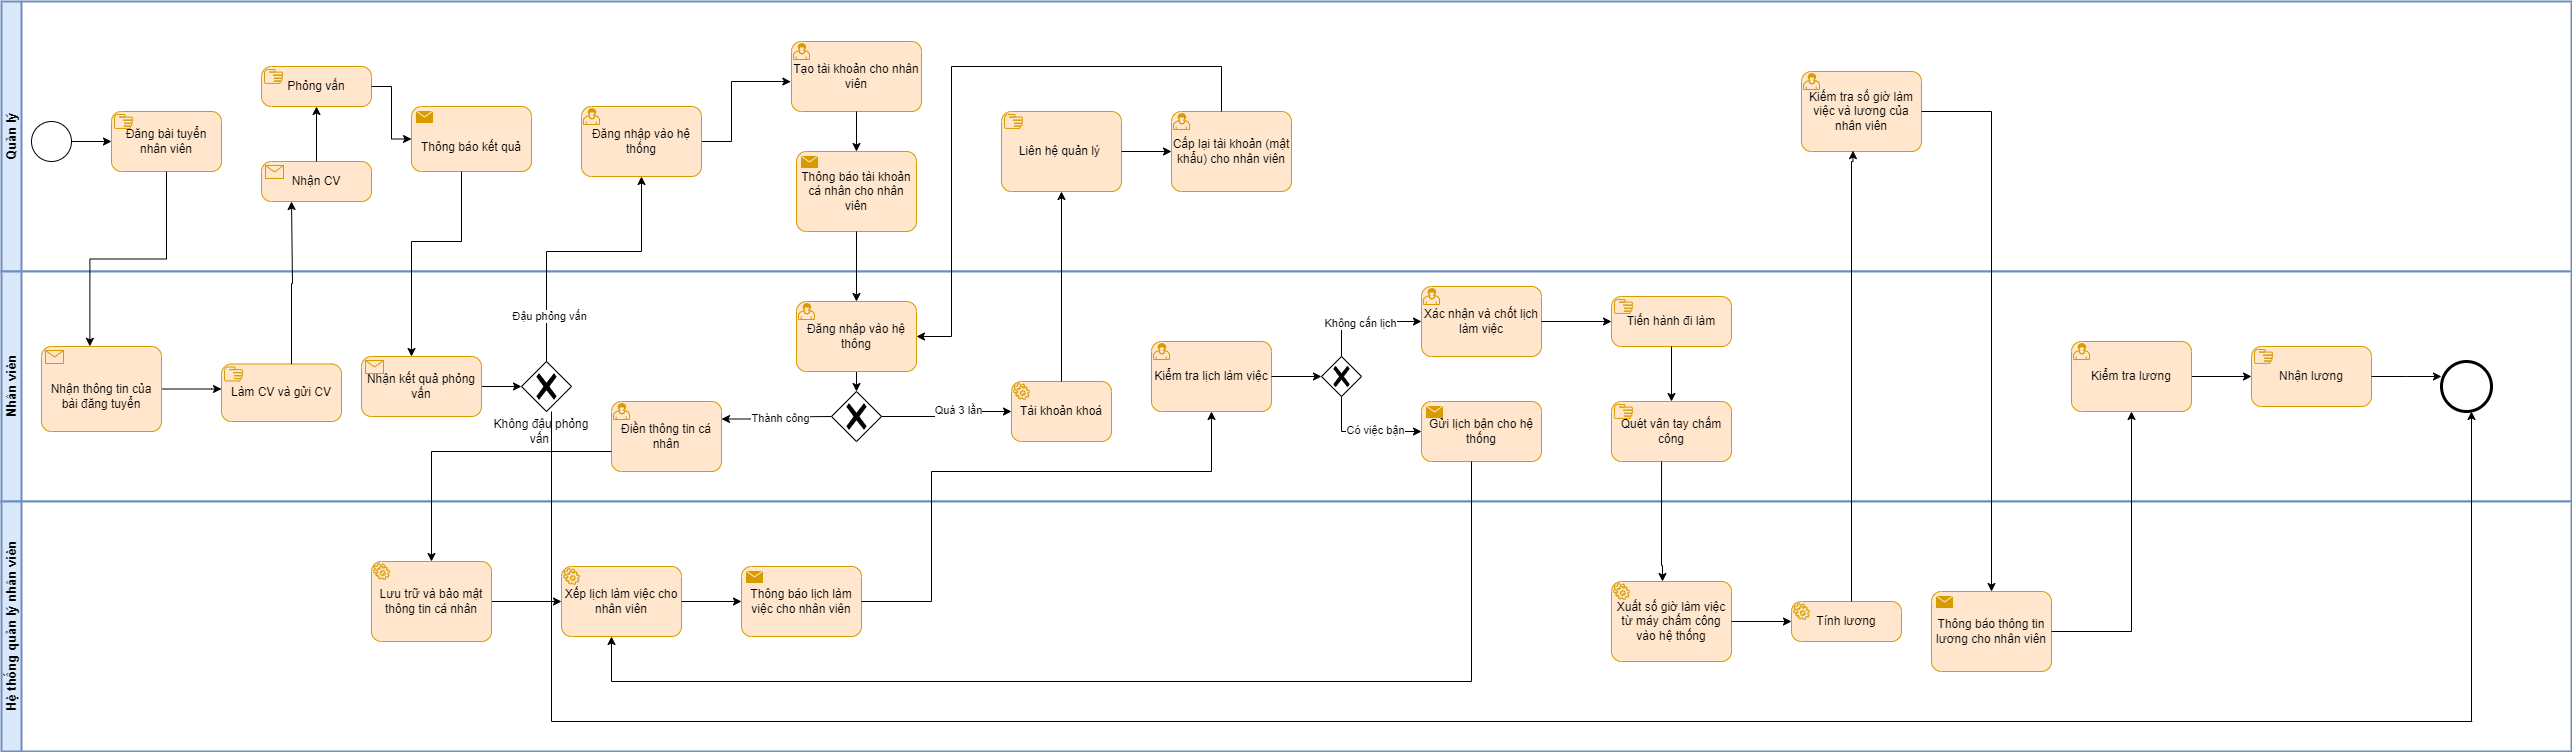 Quản lý
Đăng bài tuyển
nhân viên
Phỏng vấn
Nhận CV
Thông báo kết quả
Đăng nhập vào hệ
thống
Tạo tài khoản cho nhân
viên
Thông báo tài khoản
cá nhân cho nhân
viên
Liên hệ quản lý
Cấp lại tài khoản (mật
khẩu) cho nhân viên
Kiểm tra số giờ làm
việc và lương của
nhân viên
Nhân viên
Nhận thông tin của
bài đăng tuyển
Làm CV và gửi CV
Nhận kết quả phỏng
vấn
Đậu phỏng vấn
Không đậu phỏng
vấn
Điền thông tin cá
nhân
Thành công
Đăng nhập vào hệ
thống
Quá 3 lần
Tài khoản khoá
Kiểm tra lịch làm việc
Không cấn lịch
Có việc bận
Xác nhận và chốt lịch
làm việc
Gửi lịch bận cho hệ
thống
Tiến hành đi làm
Quét vân tay chấm
công
Kiểm tra lương
Nhận lương
Hệ thống quản lý nhân viên
Lưu trữ và bảo mật
thông tin cá nhân
Xếp lịch làm việc cho
nhân viên
Thông báo lịch làm
việc cho nhân viên
Xuất số giờ làm việc
từ máy chấm công
vào hệ thống
Tính lương
Thông báo thông tin
lương cho nhân viên